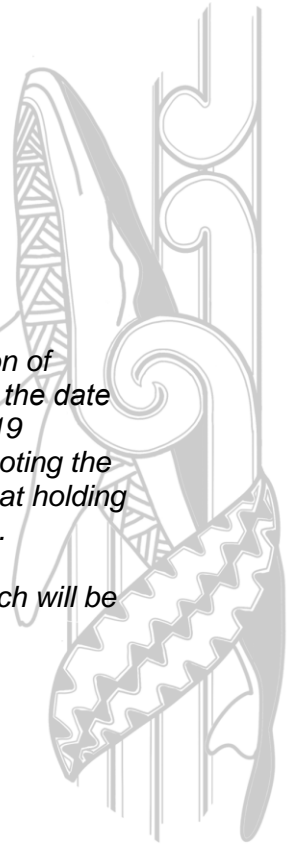 on of
the date
19
oting the
at holding
.
ch will be